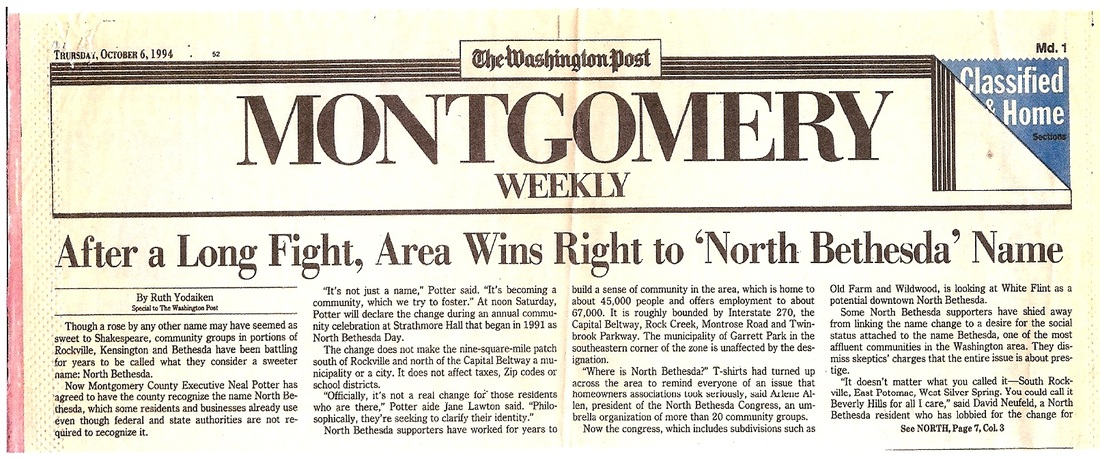 THURSDAY, OCTOBER 6, 1994
52
The Washington Post
Md. 1
Classified
& Home
Sections
MONTGOMERY
WEEKLY
After a Long Fight, Area Wins Right to ‘North Bethesda’ Name
By Ruth Yodaiken
Special to The Washington Post
Though a rose by any other name may have seemed as
sweet to Shakespeare, community groups in portions of
Rockville, Kensington and Bethesda have been battling
for years to be called what they consider a sweeter
name: North Bethesda.
Now Montgomery County Executive Neal Potter has
agreed to have the county recognize the name North Be-
thesda, which some residents and businesses already use
even though federal and state authorities are not re-
quired to recognize it.
“It's not just a name,” Potter said. “It's becoming a
community, which we try to foster.” At noon Saturday,
Potter will declare the change during an annual commu-
nity celebration at Strathmore Hall that began in 1991 as
North Bethesda Day.
The change does not make the nine-square-mile patch
south of Rockville and north of the Capital Beltway a mu-
nicipality or a city. It does not affect taxes, Zip codes or
school districts.
“Officially, it's not a real change for those residents
who are there,” Potter aide Jane Lawton said. “Philo-
sophically, they're seeking to clarify their identity.”
North Bethesda supporters have worked for years to
build a sense of community in the area, which is home to
about 45,000 people and offers employment to about
67,000. It is roughly bounded by Interstate 270, the
Capital Beltway, Rock Creek, Montrose Road and Twin-
brook Parkway. The municipality of Garrett Park in the
southeastern corner of the zone is unaffected by the des-
ignation.
“Where is North Bethesda?” T-shirts had turned up
across the area to remind everyone of an issue that
homeowners associations took seriously, said Arlene Al-
len, president of the North Bethesda Congress, an um-
brella organization of more than 20 community groups.
Now the congress, which includes subdivisions such as
Old Farm and Wildwood, is looking at White Flint as a
potential downtown North Bethesda.
Some North Bethesda supporters have shied away
from linking the name change to a desire for the social
status attached to the name Bethesda, one of the most
affluent communities in the Washington area. They dis-
miss skeptics' charges that the entire issue is about pres-
tige.
“It doesn't matter what you called it—South Rock-
ville, East Potomac, West Silver Spring. You could call it
Beverly Hills for all I care,” said David Neufeld, a North
Bethesda resident who has lobbied for the change for
See NORTH, Page 7, Col. 3